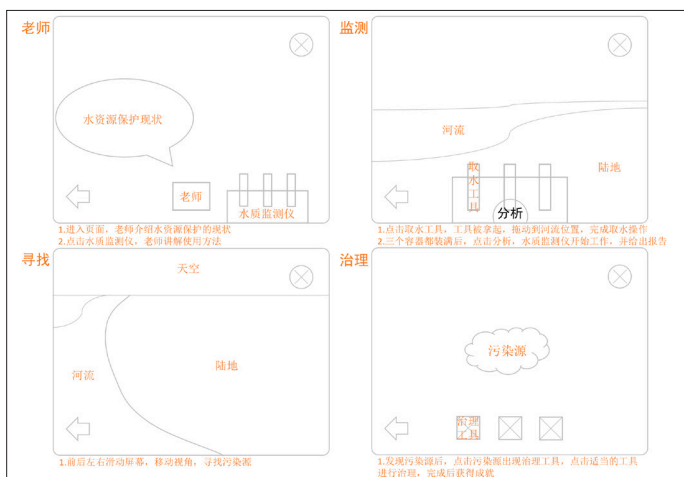 老师
水资源保护现状
老师
水质监测仪
1.进入页面，老师介绍水资源保护的现状
2.点击水质监测仪，老师讲解使用方法
监测
河流
陆地
取水工具
分析
1.点击取水工具，工具被拿起，拖动到河流位置，完成取水操作
2.三个容器都装满后，点击分析，水质监测仪开始工作，并给出报告
寻找
天空
河流
陆地
1.前后左右滑动屏幕，移动视角，寻找污染源
治理
污染源
治理
工具
1.发现污染源后，点击污染源出现治理工具，点击适当的工具
进行治理，完成后获得成就